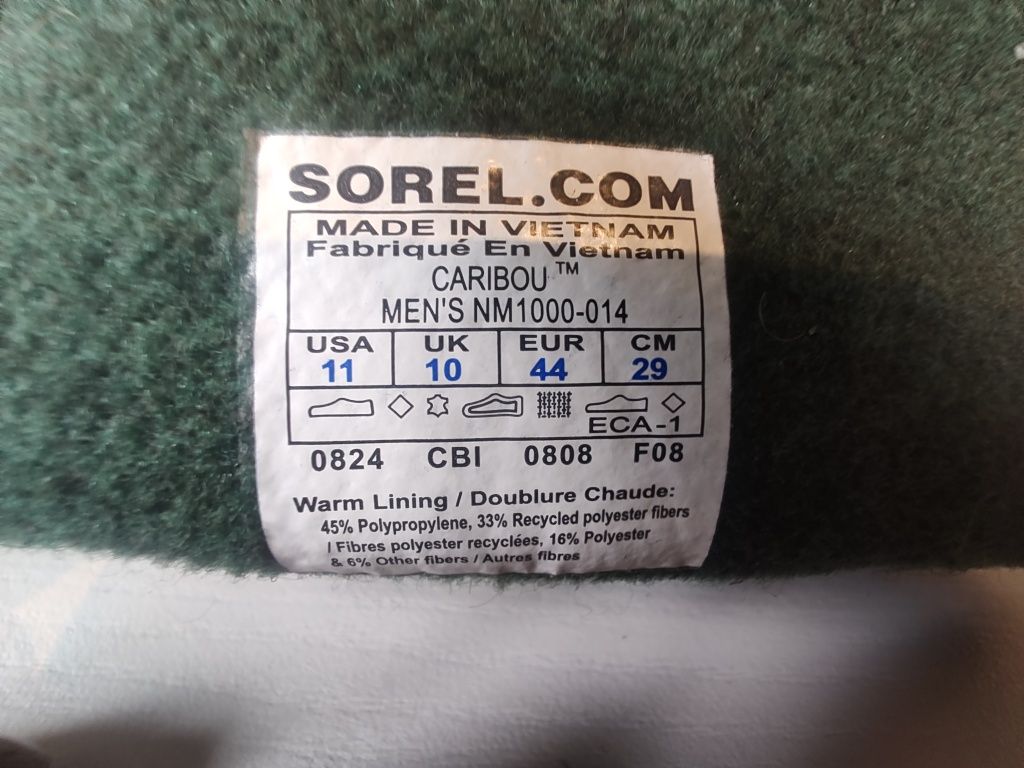 SOREL.COM
MADE IN VIETNAM
Fabriqué En Vietnam
CARIBOU™
MEN'S NM1000-014
USA UK EUR CM
11 10 44 29
ECA-1
0824 CBI 0808 F08
Warm Lining / Doublure Chaude:
45% Polypropylene, 33% Recycled polyester fibers
/ Fibres polyester recyclées, 16% Polyester
& 6% Other fibers / Autres fibres